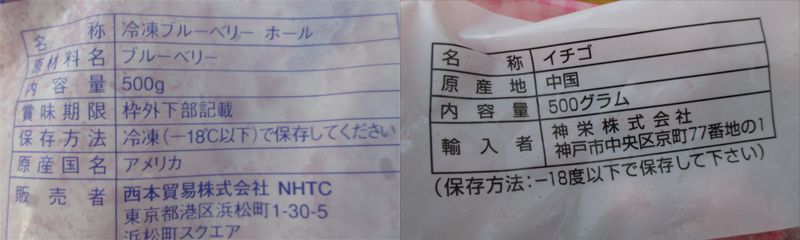 名称 冷凍ブルーベリー ホール
原材料名 ブルーベリー
内容量 500g
賞味期限 枠外下部記載
保存方法 冷凍(-18℃以下)で保存してください
原産国名 アメリカ
販売者 西本貿易株式会社 NHTC
東京都港区浜松町1-30-5
浜松町スクエア
名称 イチゴ
原産地 中国
内容量 500グラム
輸入者 神栄株式会社
神戸市中央区京町77番地の1
(保存方法:-18度以下で保存して下さい)